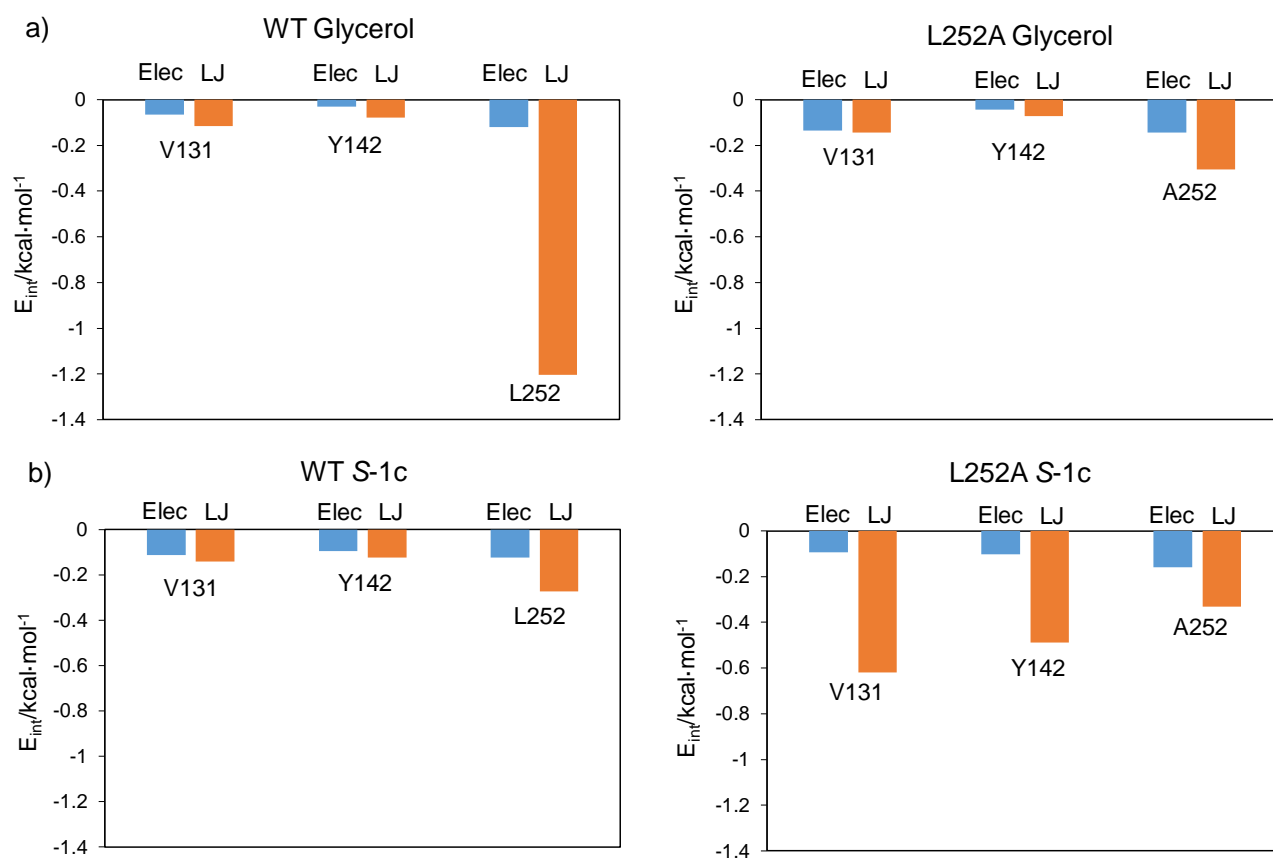 a)
WT Glycerol
Elec LJ Elec LJ Elec LJ
0
-0.2
-0.4
-0.6
-0.8
-1
-1.2
-1.4
E_int/kcal·mol⁻¹
V131
Y142
L252
L252A Glycerol
Elec LJ Elec LJ Elec LJ
0
-0.2
-0.4
-0.6
-0.8
-1
-1.2
-1.4
E_int/kcal·mol⁻¹
V131
Y142
A252
b)
WT S-1c
Elec LJ Elec LJ Elec LJ
0
-0.2
-0.4
-0.6
-0.8
-1
-1.2
-1.4
E_int/kcal·mol⁻¹
V131
Y142
L252
L252A S-1c
Elec LJ Elec LJ Elec LJ
0
-0.2
-0.4
-0.6
-0.8
-1
-1.2
-1.4
E_int/kcal·mol⁻¹
V131
Y142
A252